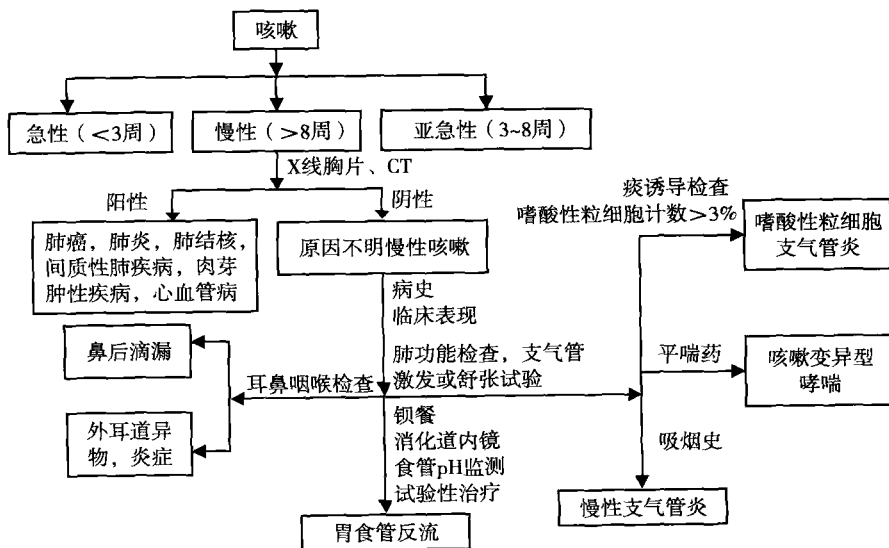 咳嗽
急性（<3周）
慢性（>8周）
亚急性（3~8周）
X线胸片、CT
阳性
阴性
肺癌，肺炎，肺结核，
间质性肺疾病，肉芽
肿性疾病，心血管病
原因不明慢性咳嗽
痰诱导检查
嗜酸性粒细胞计数>3%
嗜酸性粒细胞
支气管炎
病史
临床表现
鼻后滴漏
肺功能检查，支气管
激发或舒张试验
平喘药
咳嗽变异型
哮喘
耳鼻咽喉检查
外耳道异
物，炎症
钡餐
消化道内镜
食管pH监测
试验性治疗
吸烟史
慢性支气管炎
胃食管反流